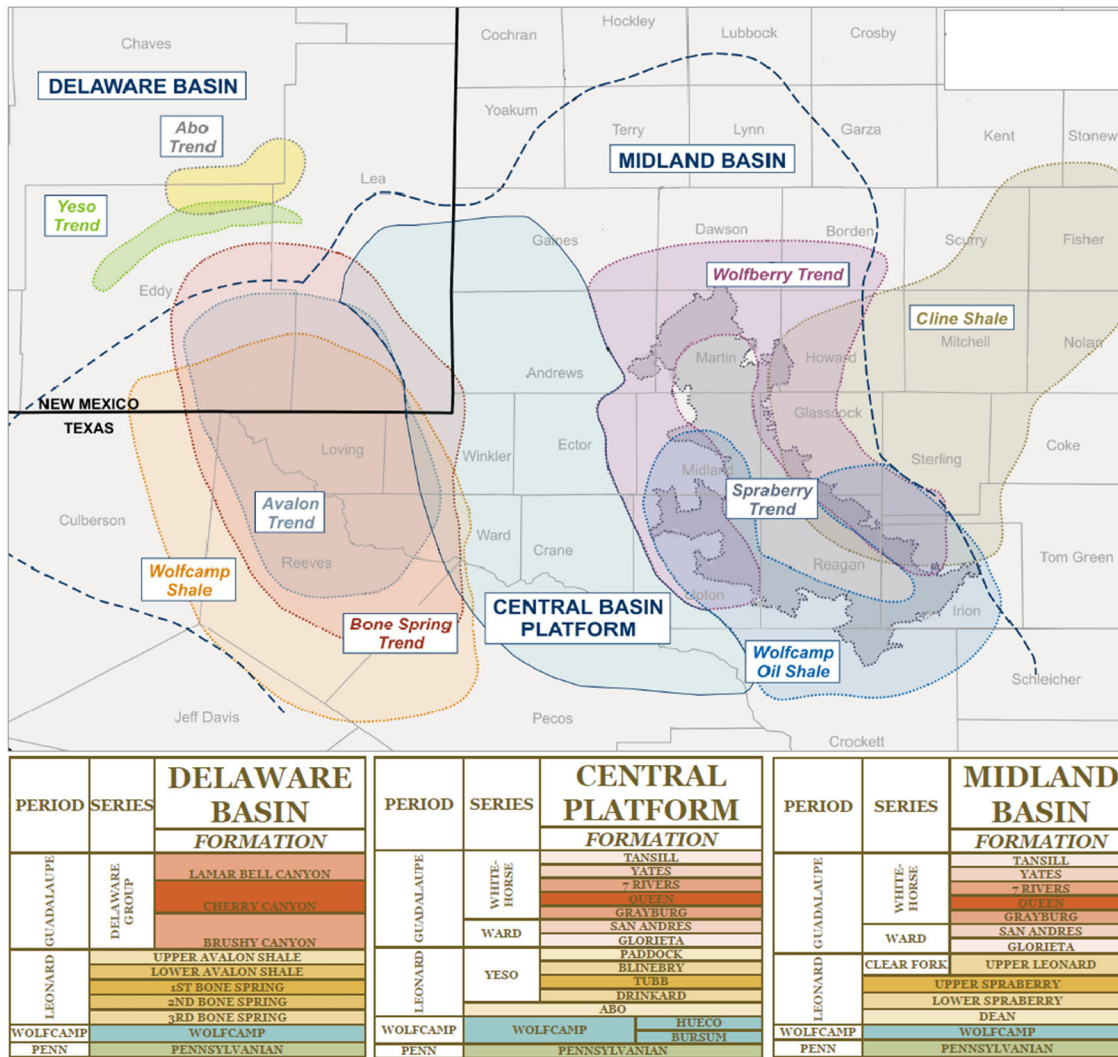 Hockley
Cochran
Lubbock
Crosby
Chaves
DELAWARE BASIN
Yoakum
Terry
Lynn
Garza
Kent
Stonew
Abo
Trend
MIDLAND BASIN
Lea
Yeso
Trend
Gaines
Dawson
Borden
Scurry
Fisher
Eddy
Wolfberry Trend
Cline Shale
Martin
Howard
Mitchell
Nolan
Andrews
NEW MEXICO
TEXAS
Glasscock
Loving
Winkler
Ector
Midland
Sterling
Coke
Culberson
Avalon
Trend
Spraberry
Trend
Ward
Crane
Reeves
Reagan
Tom Green
Wolfcamp
Shale
Upton
Irion
Bone Spring
Trend
CENTRAL BASIN
PLATFORM
Wolfcamp
Oil Shale
Schleicher
Jeff Davis
Pecos
Crockett
PERIOD
SERIES
DELAWARE
BASIN
FORMATION
GUADALAUPE
DELAWARE
GROUP
LAMAR BELL CANYON
CHERRY CANYON
BRUSHY CANYON
LEONARD
UPPER AVALON SHALE
LOWER AVALON SHALE
1ST BONE SPRING
2ND BONE SPRING
3RD BONE SPRING
WOLFCAMP
WOLFCAMP
PENN
PENNSYLVANIAN
PERIOD
SERIES
CENTRAL
PLATFORM
FORMATION
GUADALAUPE
WHITE-
HORSE
TANSILL
YATES
7 RIVERS
QUEEN
GRAYBURG
WARD
SAN ANDRES
GLORIETA
LEONARD
YESO
PADDOCK
BLINEBRY
TUBB
DRINKARD
ABO
WOLFCAMP
WOLFCAMP
HUECO
BURSUM
PENN
PENNSYLVANIAN
PERIOD
SERIES
MIDLAND
BASIN
FORMATION
GUADALAUPE
WHITE-
HORSE
TANSILL
YATES
7 RIVERS
QUEEN
GRAYBURG
WARD
SAN ANDRES
GLORIETA
LEONARD
CLEAR FORK
UPPER LEONARD
UPPER SPRABERRY
LOWER SPRABERRY
DEAN
WOLFCAMP
WOLFCAMP
PENN
PENNSYLVANIAN